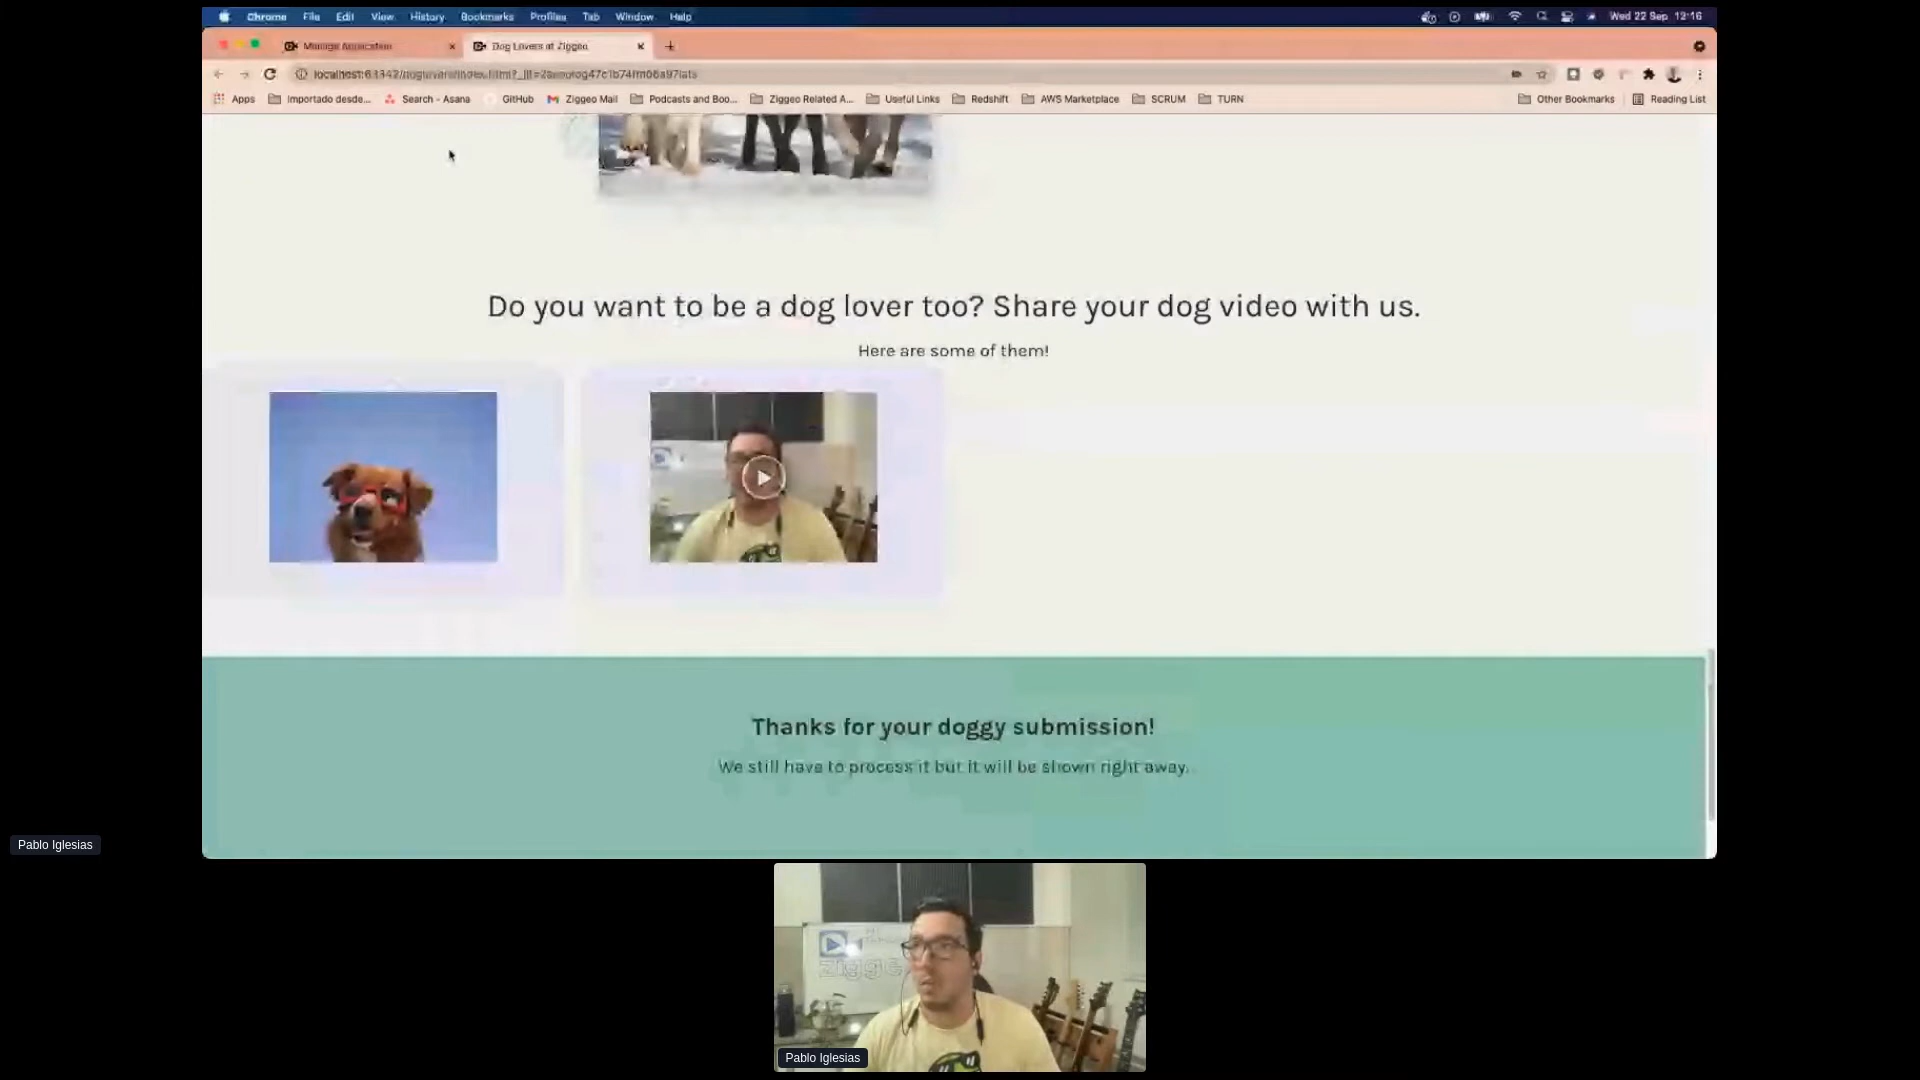 Chrome File Edit View History Bookmarks Profiles Tab Window Help
Wed 22 Sep 12:16
Manage Application
Dog Lovers at Ziggeo
Apps Importado desde... Search - Asana GitHub Ziggeo Mail Podcasts and Boo... Ziggeo Related A... Useful Links Redshift AWS Marketplace SCRUM TURN Other Bookmarks Reading List
Do you want to be a dog lover too? Share your dog video with us.
Here are some of them!
Thanks for your doggy submission!
We still have to process it but it will be shown right away.
Pablo Iglesias
Pablo Iglesias